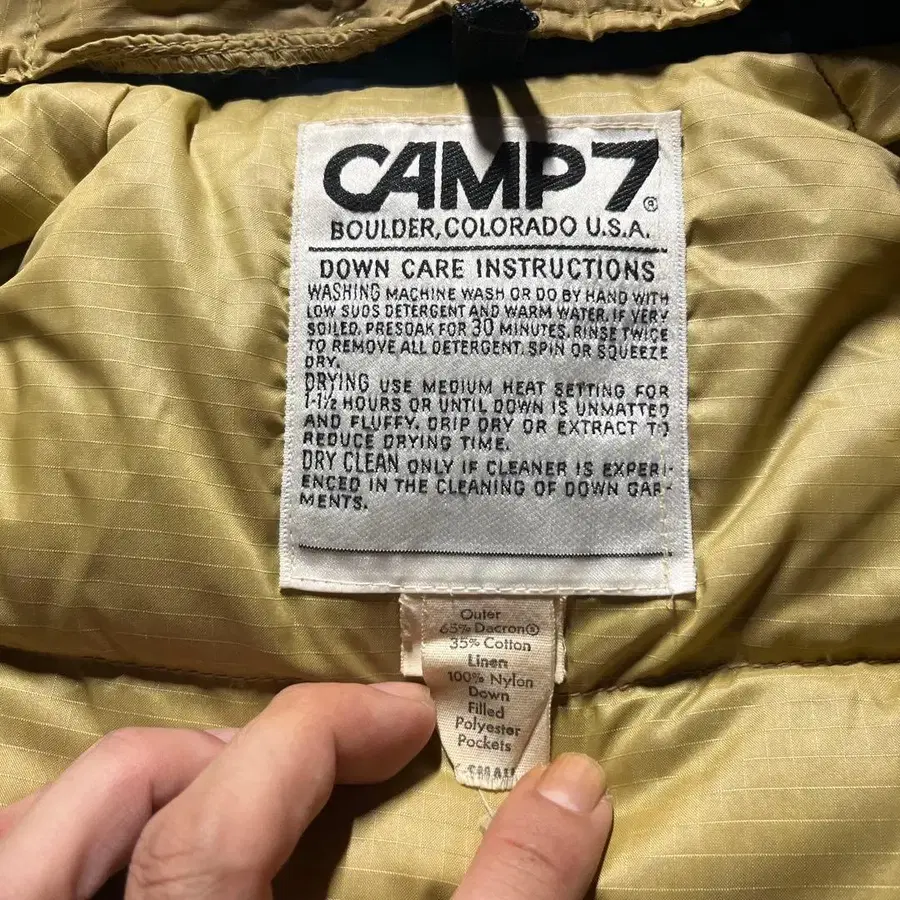 CAMP7®
BOULDER, COLORADO U.S.A.
DOWN CARE INSTRUCTIONS
WASHING MACHINE WASH OR DO BY HAND WITH
LOW SUDS DETERGENT AND WARM WATER. IF VERY
SOILED, PRESOAK FOR 30 MINUTES. RINSE TWICE
TO REMOVE ALL DETERGENT. SPIN OR SQUEEZE
DRY.
DRYING USE MEDIUM HEAT SETTING FOR
1-1½ HOURS OR UNTIL DOWN IS UNMATTED
AND FLUFFY. DRIP DRY OR EXTRACT TO
REDUCE DRYING TIME.
DRY CLEAN ONLY IF CLEANER IS EXPERI-
ENCED IN THE CLEANING OF DOWN GAR-
MENTS.
Outer
65% Dacron®
35% Cotton
Linen
100% Nylon
Down
Filled
Polyester
Pockets